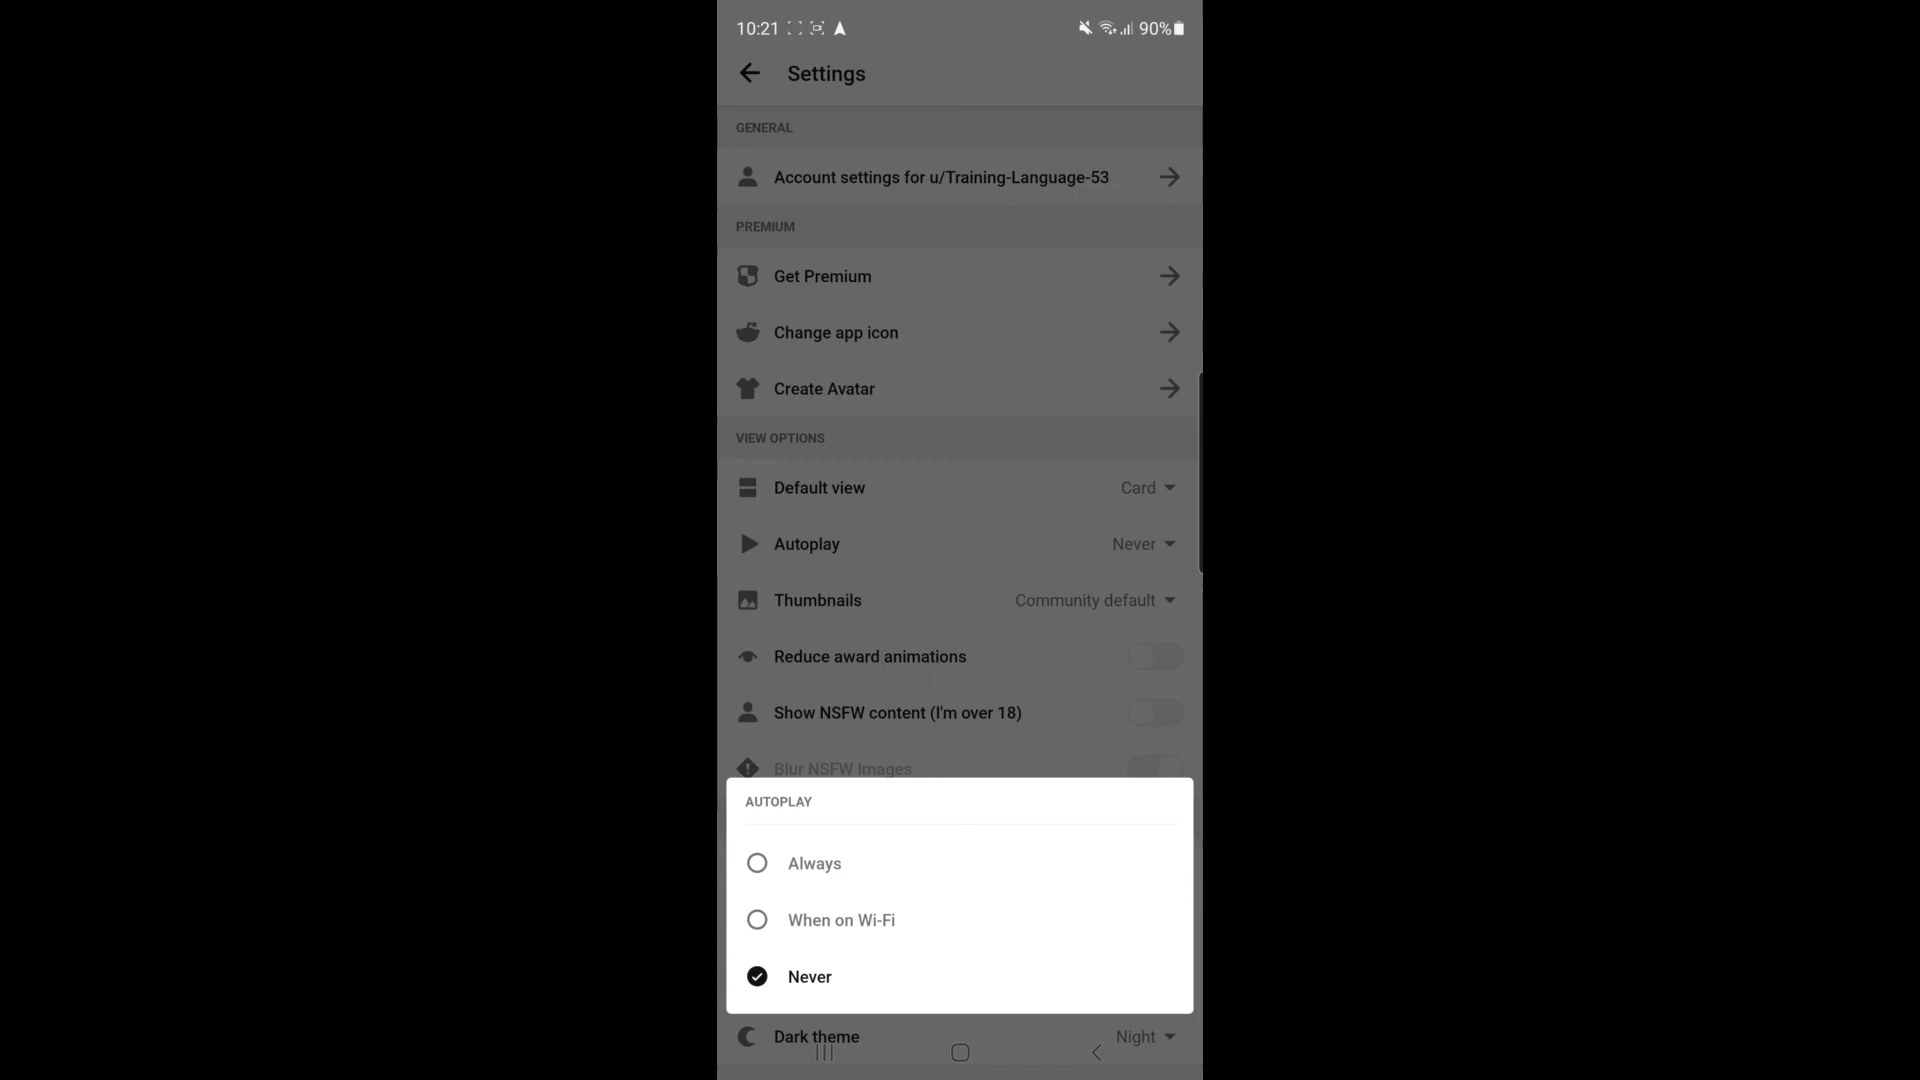 10:21 90%
Settings
GENERAL
Account settings for u/Training-Language-53
PREMIUM
Get Premium
Change app icon
Create Avatar
VIEW OPTIONS
Default view Card
Autoplay Never
Thumbnails Community default
Reduce award animations
Show NSFW content (I'm over 18)
Blur NSFW Images
AUTOPLAY
Always
When on Wi-Fi
Never
Dark theme Night